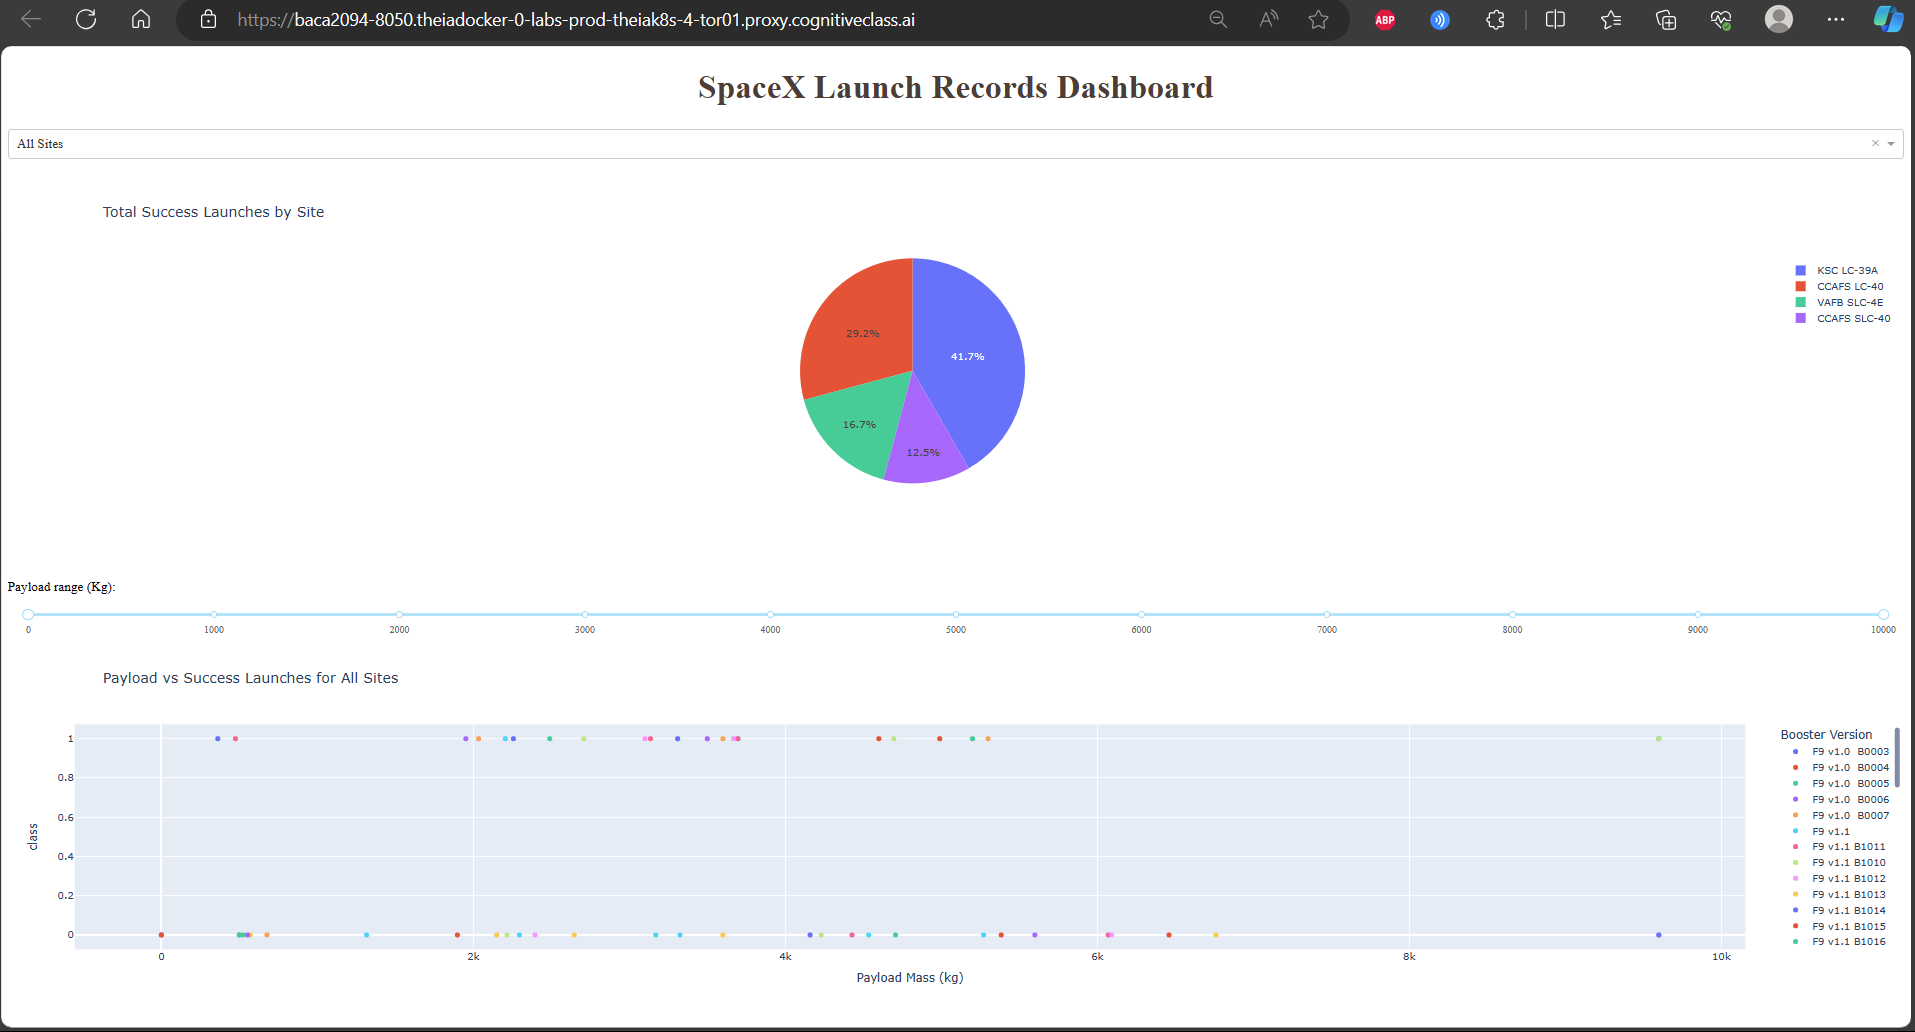 https://baca2094-8050.theiadocker-0-labs-prod-theiak8s-4-tor01.proxy.cognitiveclass.ai
A
ABP
SpaceX Launch Records Dashboard
All Sites
×
Total Success Launches by Site
KSC LC-39A
CCAFS LC-40
VAFB SLC-4E
CCAFS SLC-40
29.2%
41.7%
16.7%
12.5%
Payload range (Kg):
0 1000 2000 3000 4000 5000 6000 7000 8000 9000 10000
Payload vs Success Launches for All Sites
1
0.8
0.6
0.4
0.2
0
class
0 2k 4k 6k 8k 10k
Payload Mass (kg)
Booster Version
F9 v1.0  B0003
F9 v1.0  B0004
F9 v1.0  B0005
F9 v1.0  B0006
F9 v1.0  B0007
F9 v1.1
F9 v1.1 B1011
F9 v1.1 B1010
F9 v1.1 B1012
F9 v1.1 B1013
F9 v1.1 B1014
F9 v1.1 B1015
F9 v1.1 B1016